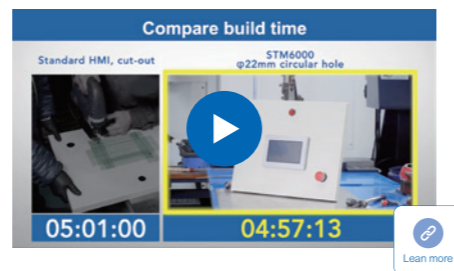 Compare build time
Standard HMI, cut-out
STM6000
φ22mm circular hole
05:01:00
04:57:13
Lean more